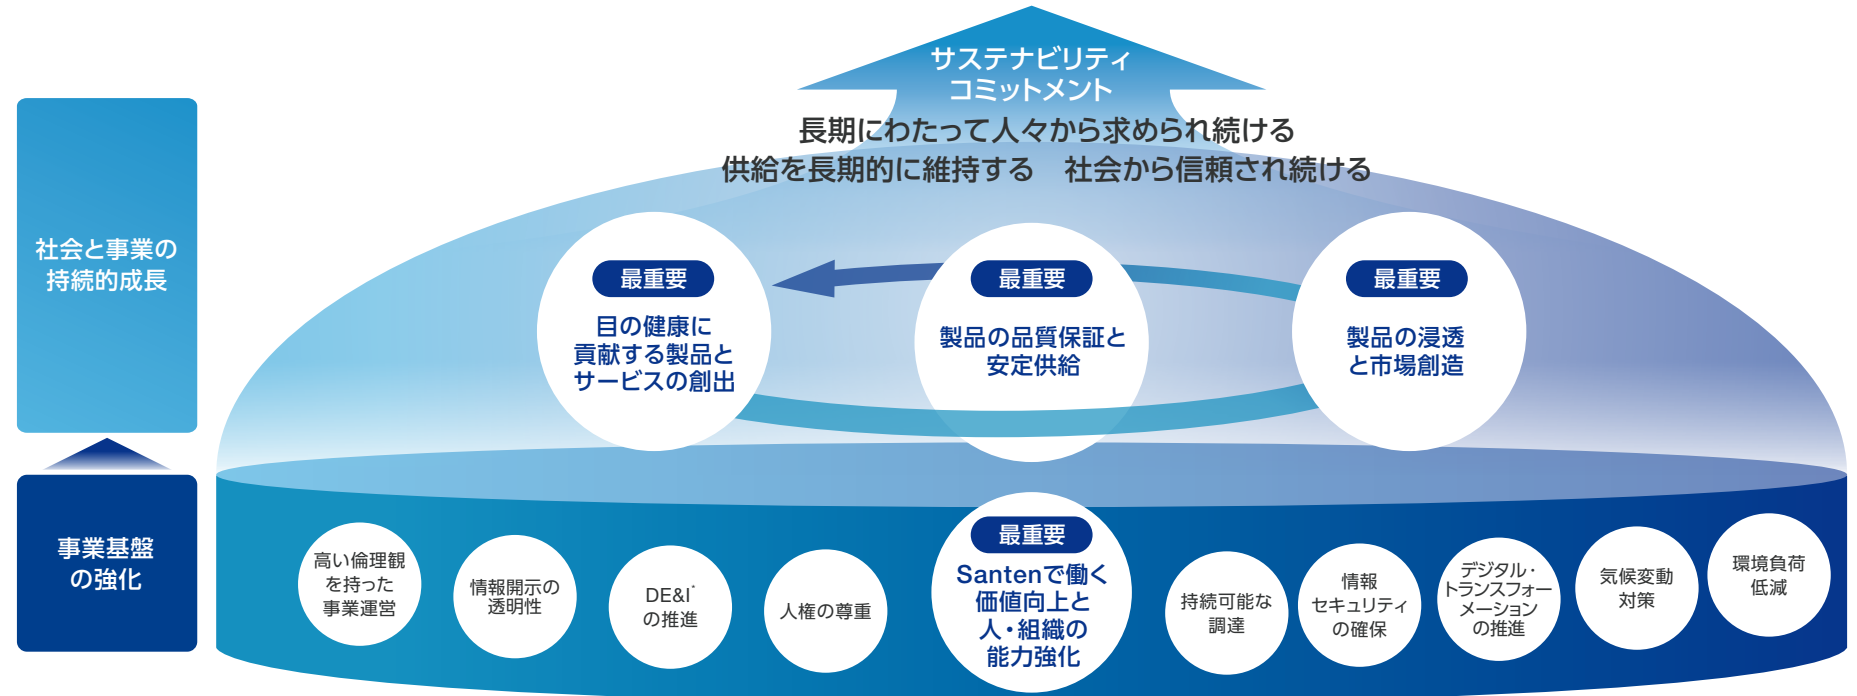 サステナビリティ
コミットメント
長期にわたって人々から求められ続ける
供給を長期的に維持する　社会から信頼され続ける
社会と事業の
持続的成長
最重要
目の健康に
貢献する製品と
サービスの創出
最重要
製品の品質保証と
安定供給
最重要
製品の浸透
と市場創造
事業基盤
の強化
高い倫理観
を持った
事業運営
情報開示の
透明性
DE&I*
の推進
人権の尊重
最重要
Santenで働く
価値向上と
人・組織の
能力強化
持続可能な
調達
情報
セキュリティ
の確保
デジタル・
トランスフォー
メーション
の推進
気候変動
対策
環境負荷
低減